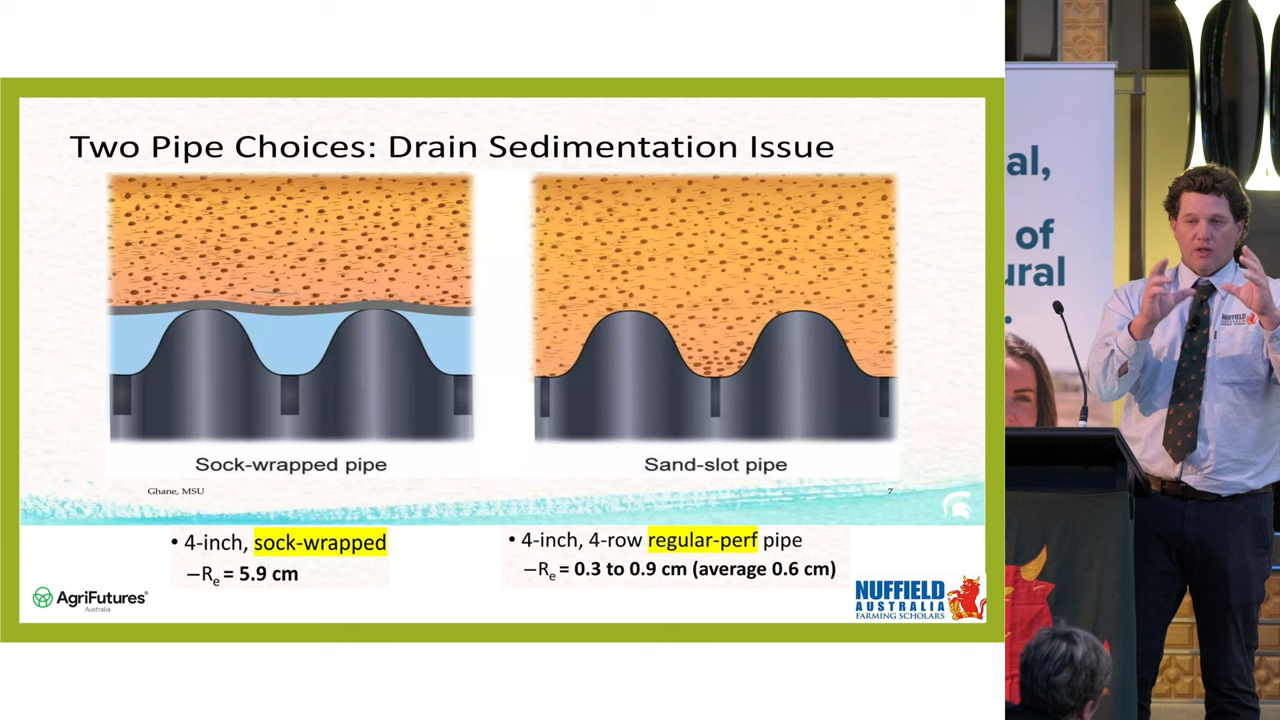 Two Pipe Choices: Drain Sedimentation Issue
Sock-wrapped pipe
Sand-slot pipe
Ghane, MSU
7
• 4-inch, sock-wrapped
–Re = 5.9 cm
• 4-inch, 4-row regular-perf pipe
–Re = 0.3 to 0.9 cm (average 0.6 cm)
AgriFutures®
Australia
NUFFIELD
AUSTRALIA
FARMING SCHOLARS
al,
of
ural
NUFFIELD